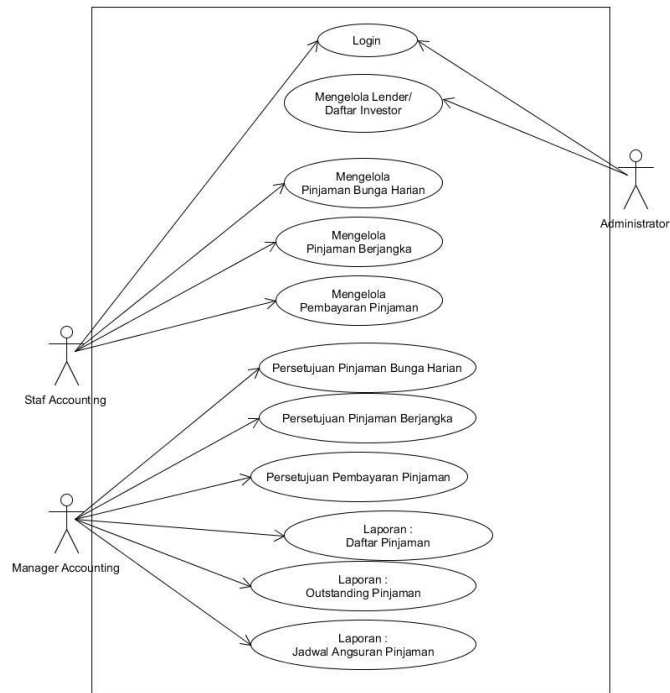 Login
Mengelola Lender/
Daftar Investor
Administrator
Mengelola
Pinjaman Bunga Harian
Mengelola
Pinjaman Berjangka
Mengelola
Pembayaran Pinjaman
Staf Accounting
Persetujuan Pinjaman Bunga Harian
Persetujuan Pinjaman Berjangka
Persetujuan Pembayaran Pinjaman
Laporan :
Daftar Pinjaman
Manager Accounting
Laporan :
Outstanding Pinjaman
Laporan :
Jadwal Angsuran Pinjaman